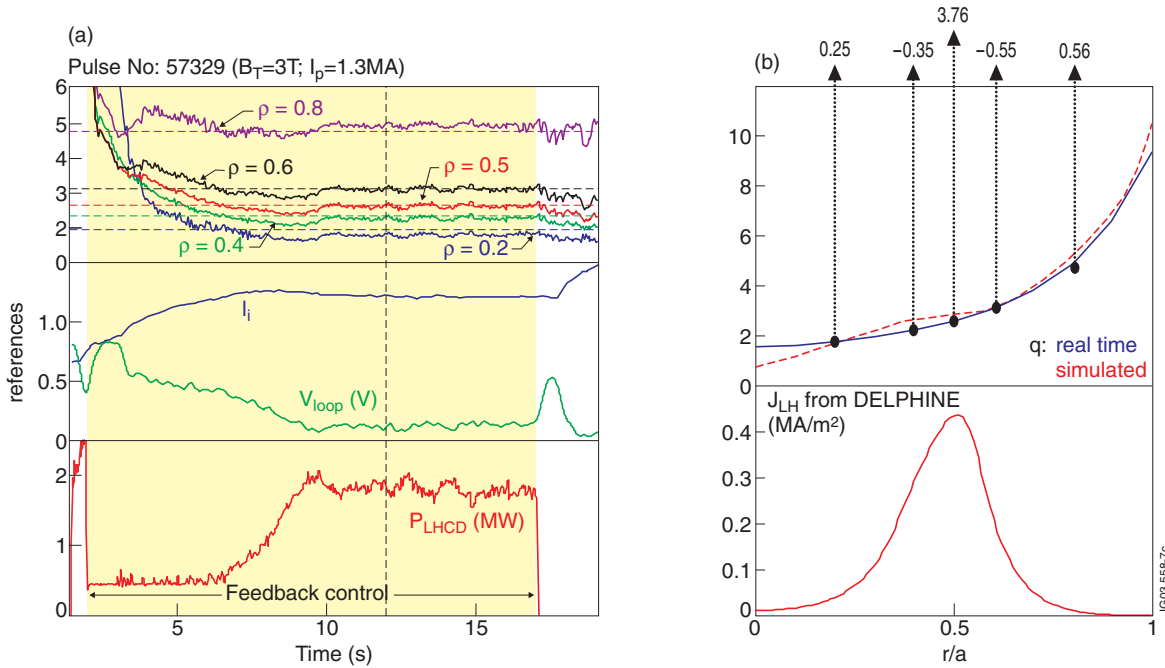 (a)
Pulse No: 57329 (B_T=3T; I_p=1.3MA)
6
5
4
3
2
1
0
ρ = 0.8
ρ = 0.6
ρ = 0.5
ρ = 0.4
ρ = 0.2
references
1.0
0.5
0
I_i
V_loop (V)
2
1
0
P_LHCD (MW)
Feedback control
5
10
15
Time (s)
3.76
0.25
–0.35
–0.55
0.56
(b)
10
8
6
4
2
0
q: real time
simulated
J_LH from DELPHINE
(MA/m²)
0.4
0.3
0.2
0.1
0
0
0.5
1
r/a
JG03.558-7c